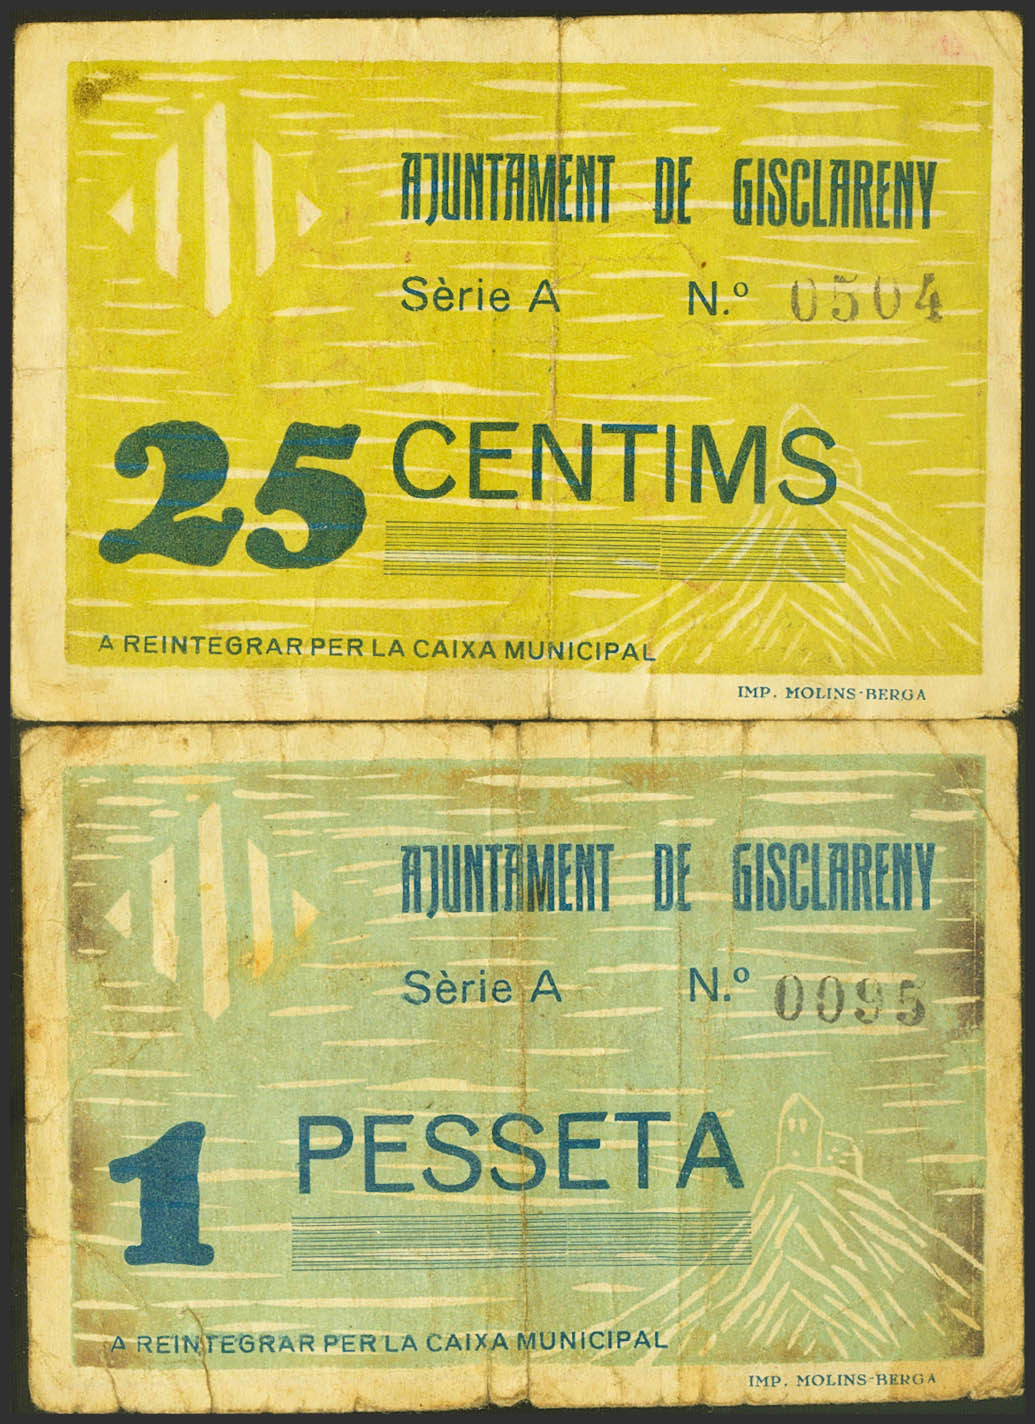 AJUNTAMENT DE GISCLARENY
Sèrie A N.º 0504
25 CENTIMS
A REINTEGRAR PER LA CAIXA MUNICIPAL
IMP. MOLINS-BERGA
AJUNTAMENT DE GISCLARENY
Sèrie A N.º 0095
1 PESSETA
A REINTEGRAR PER LA CAIXA MUNICIPAL
IMP. MOLINS-BERGA